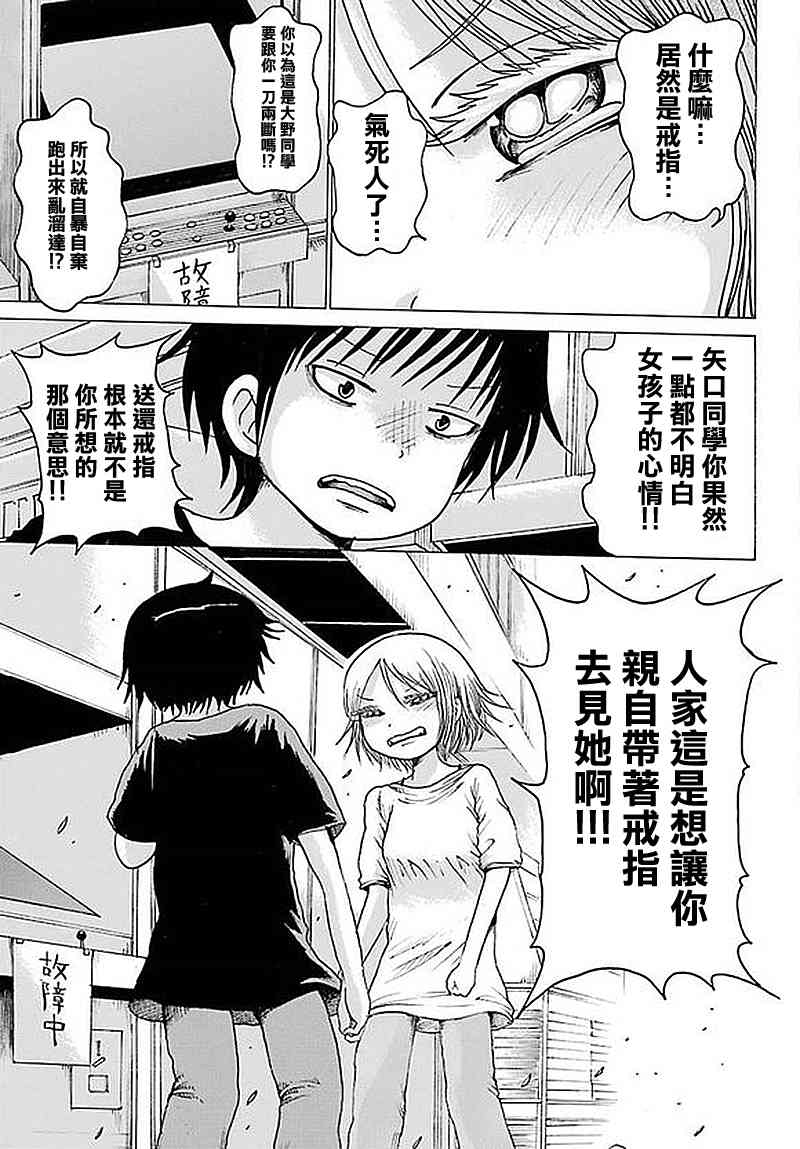 什麼嘛…
居然是戒指…
氣死人了…
你以為這是大野同學
要跟你一刀兩斷嗎!?
所以就自暴自棄
跑出來亂溜達!?
故障
矢口同學你果然
一點都不明白
女孩子的心情!!
送還戒指
根本就不是
你所想的
那個意思!!
人家這是想讓你
親自帶著戒指
去見她啊!!!
故障中